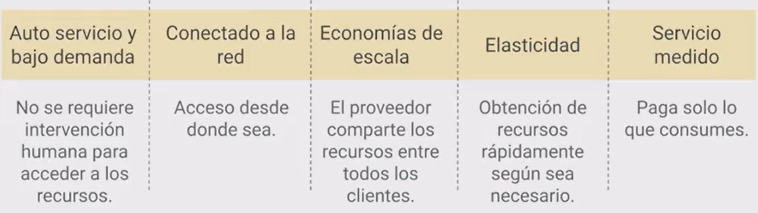 Auto servicio y
bajo demanda
Conectado a la
red
Economías de
escala
Elasticidad
Servicio
medido
No se requiere
intervención
humana para
acceder a los
recursos.
Acceso desde
donde sea.
El proveedor
comparte los
recursos entre
todos los
clientes.
Obtención de
recursos
rápidamente
según sea
necesario.
Paga solo lo
que consumes.